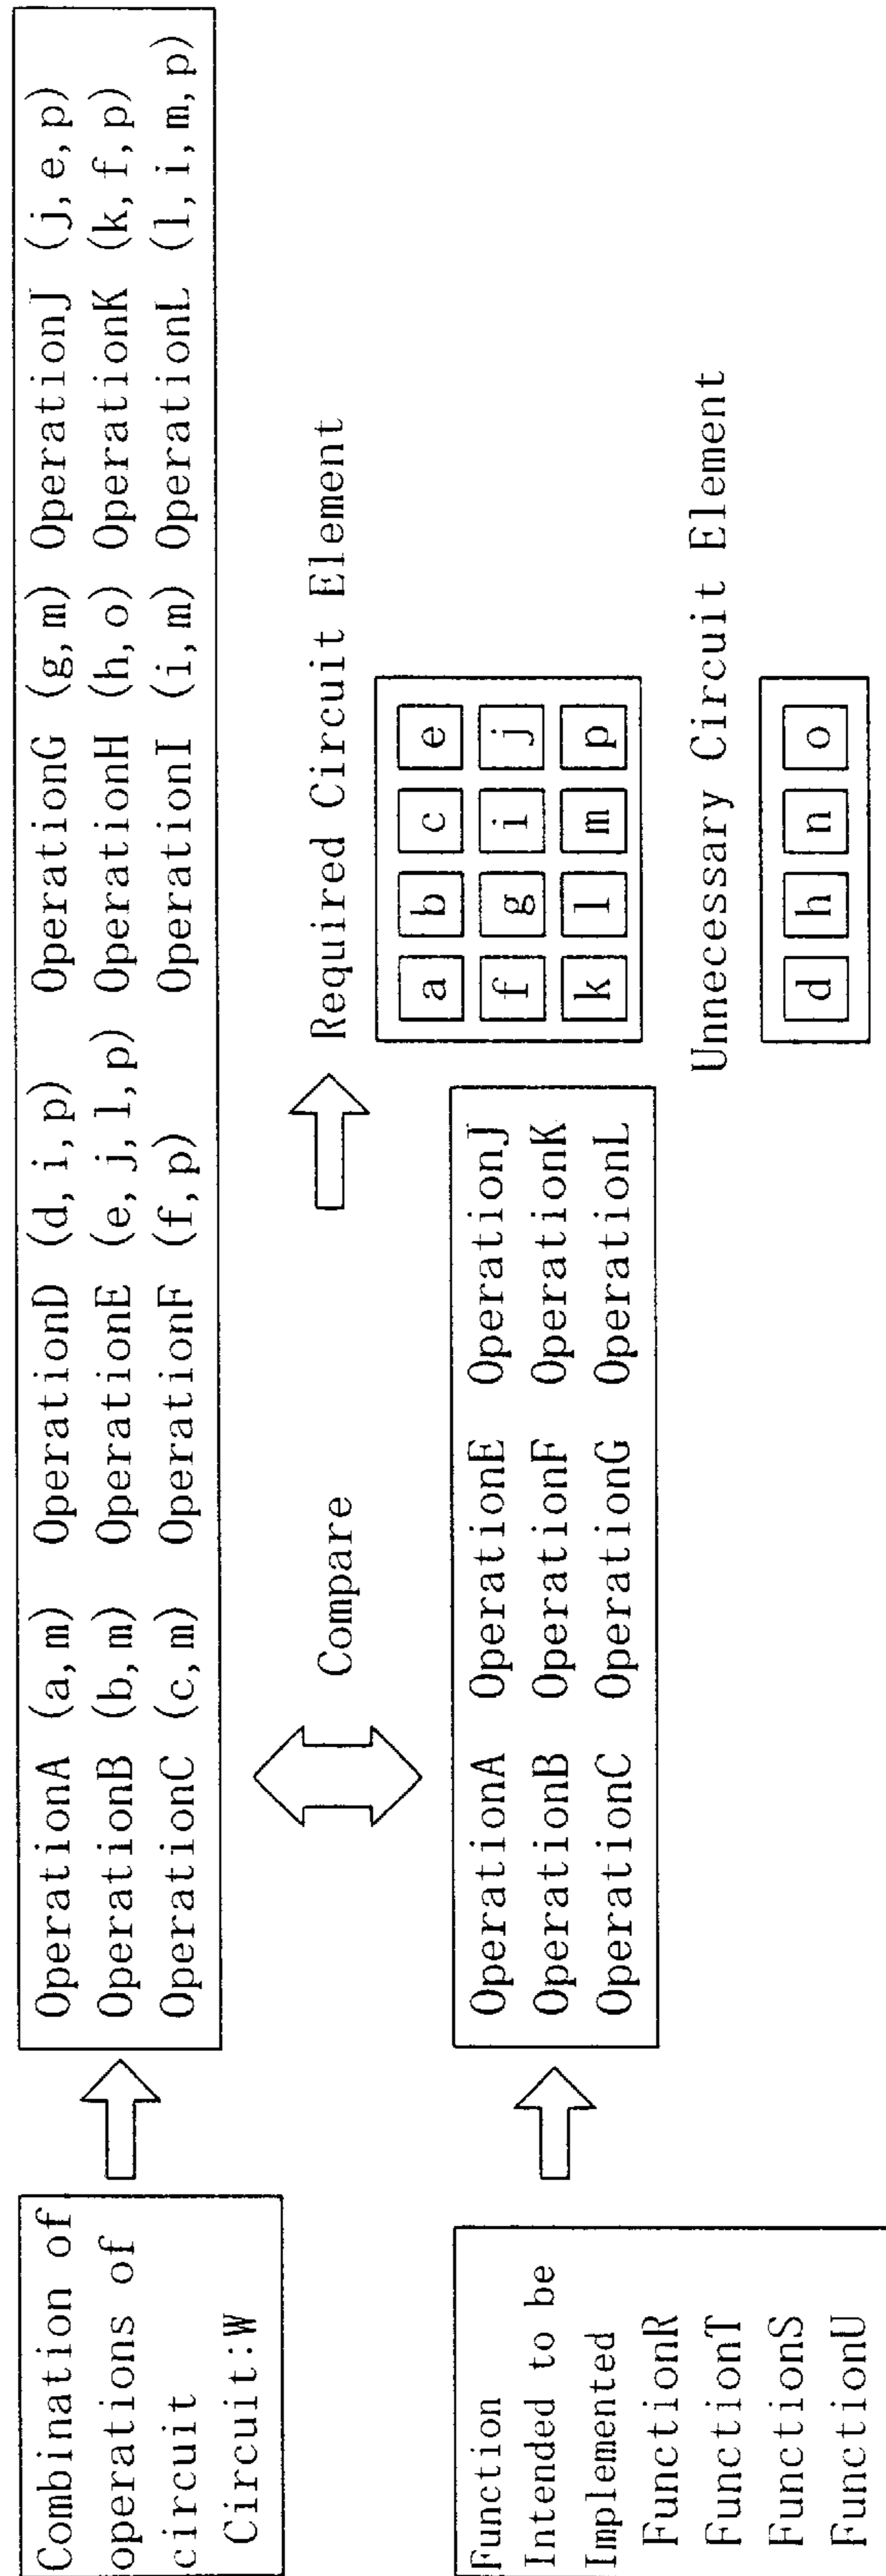 Combination of
operations of
circuit
Circuit:W
OperationA (a, m) OperationD (d, i, p) OperationG (g, m) OperationJ (j, e, p)
OperationB (b, m) OperationE (e, j, l, p) OperationH (h, o) OperationK (k, f, p)
OperationC (c, m) OperationF (f, p) OperationI (i, m) OperationL (l, i, m, p)
Compare
Required Circuit Element
Function
Intended to be
Implemented
FunctionR
FunctionT
FunctionS
FunctionU
OperationA OperationE OperationJ
OperationB OperationF OperationK
OperationC OperationG OperationL
a b c e
f g i j
k l m p
Unnecessary Circuit Element
d h n o